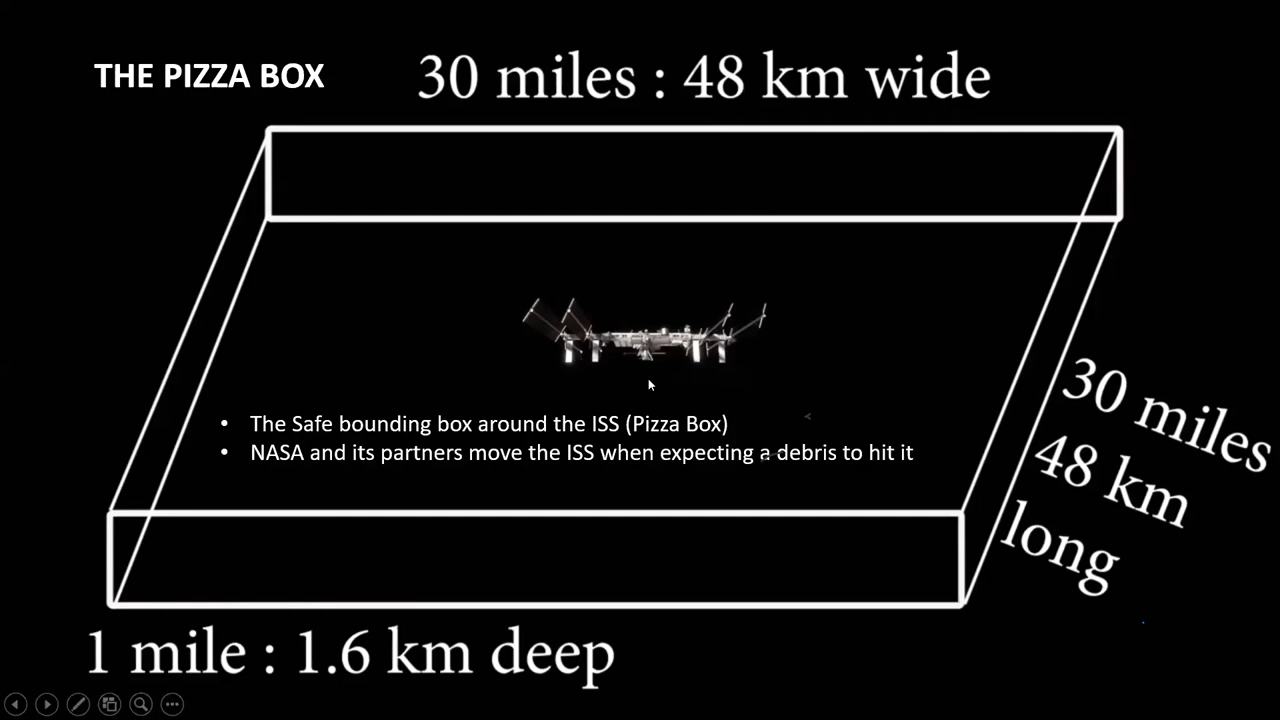 THE PIZZA BOX
30 miles : 48 km wide
• The Safe bounding box around the ISS (Pizza Box)
• NASA and its partners move the ISS when expecting a debris to hit it
30 miles
48 km
long
1 mile : 1.6 km deep